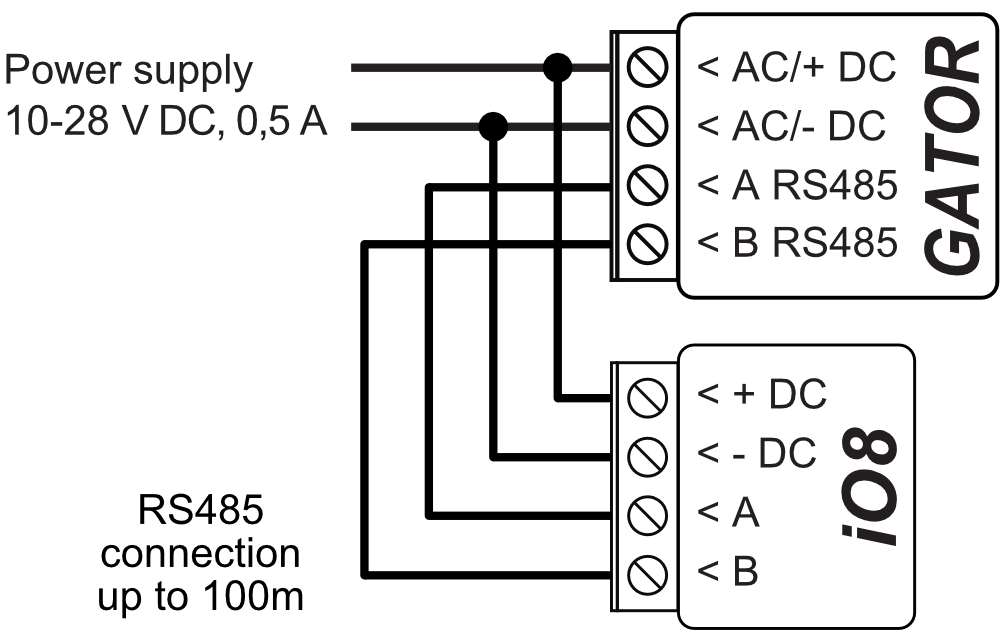 Power supply
10-28 V DC, 0,5 A
< AC/+ DC
< AC/- DC
< A RS485
< B RS485
GATOR
< + DC
< - DC
< A
< B
iO8
RS485
connection
up to 100m